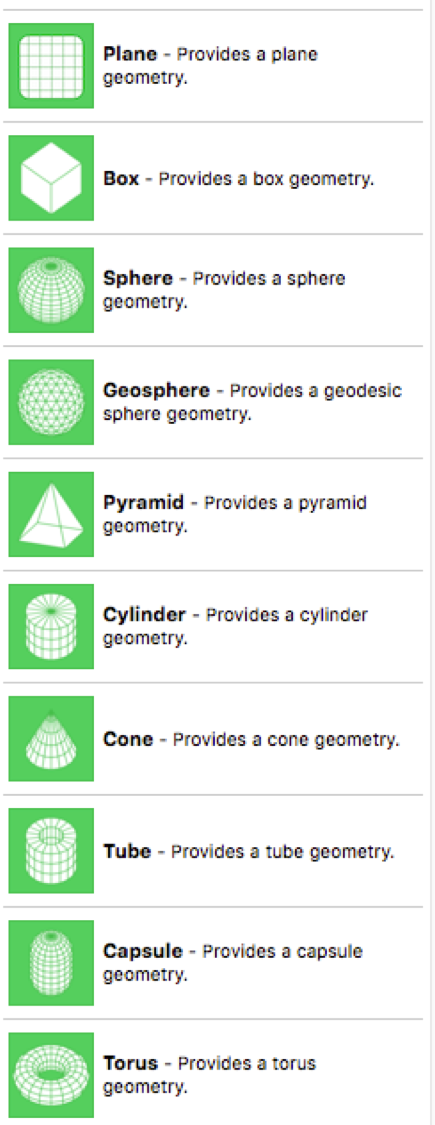 Plane - Provides a plane
geometry.
Box - Provides a box geometry.
Sphere - Provides a sphere
geometry.
Geosphere - Provides a geodesic
sphere geometry.
Pyramid - Provides a pyramid
geometry.
Cylinder - Provides a cylinder
geometry.
Cone - Provides a cone geometry.
Tube - Provides a tube geometry.
Capsule - Provides a capsule
geometry.
Torus - Provides a torus
geometry.